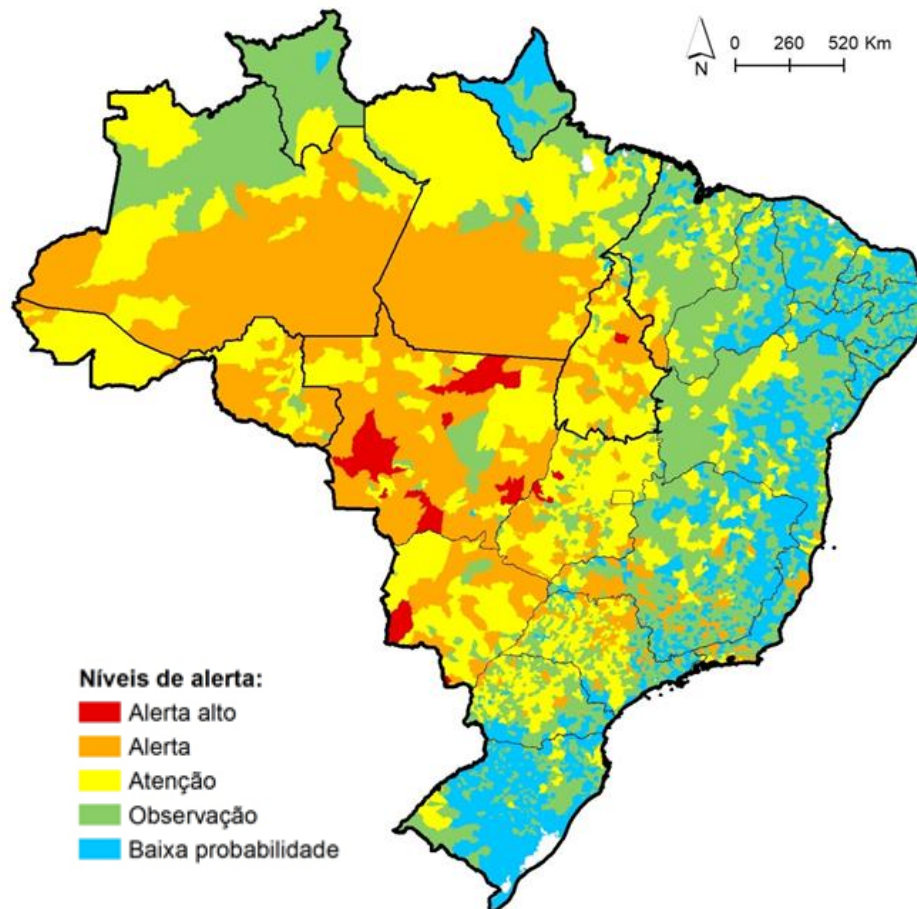 0 260 520 Km
N
Níveis de alerta:
Alerta alto
Alerta
Atenção
Observação
Baixa probabilidade